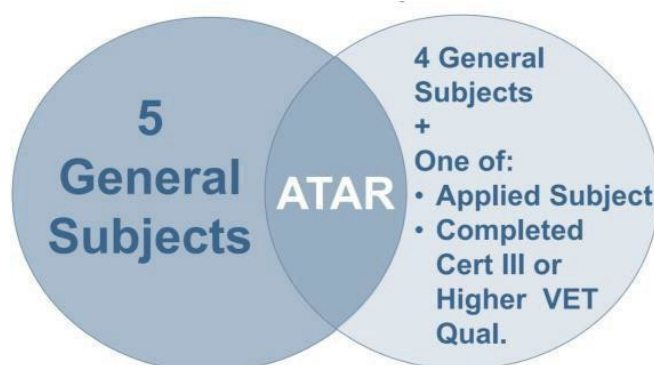 5
General
Subjects
ATAR
4 General
Subjects
+
One of:
• Applied Subject
• Completed
Cert III or
Higher VET
Qual.